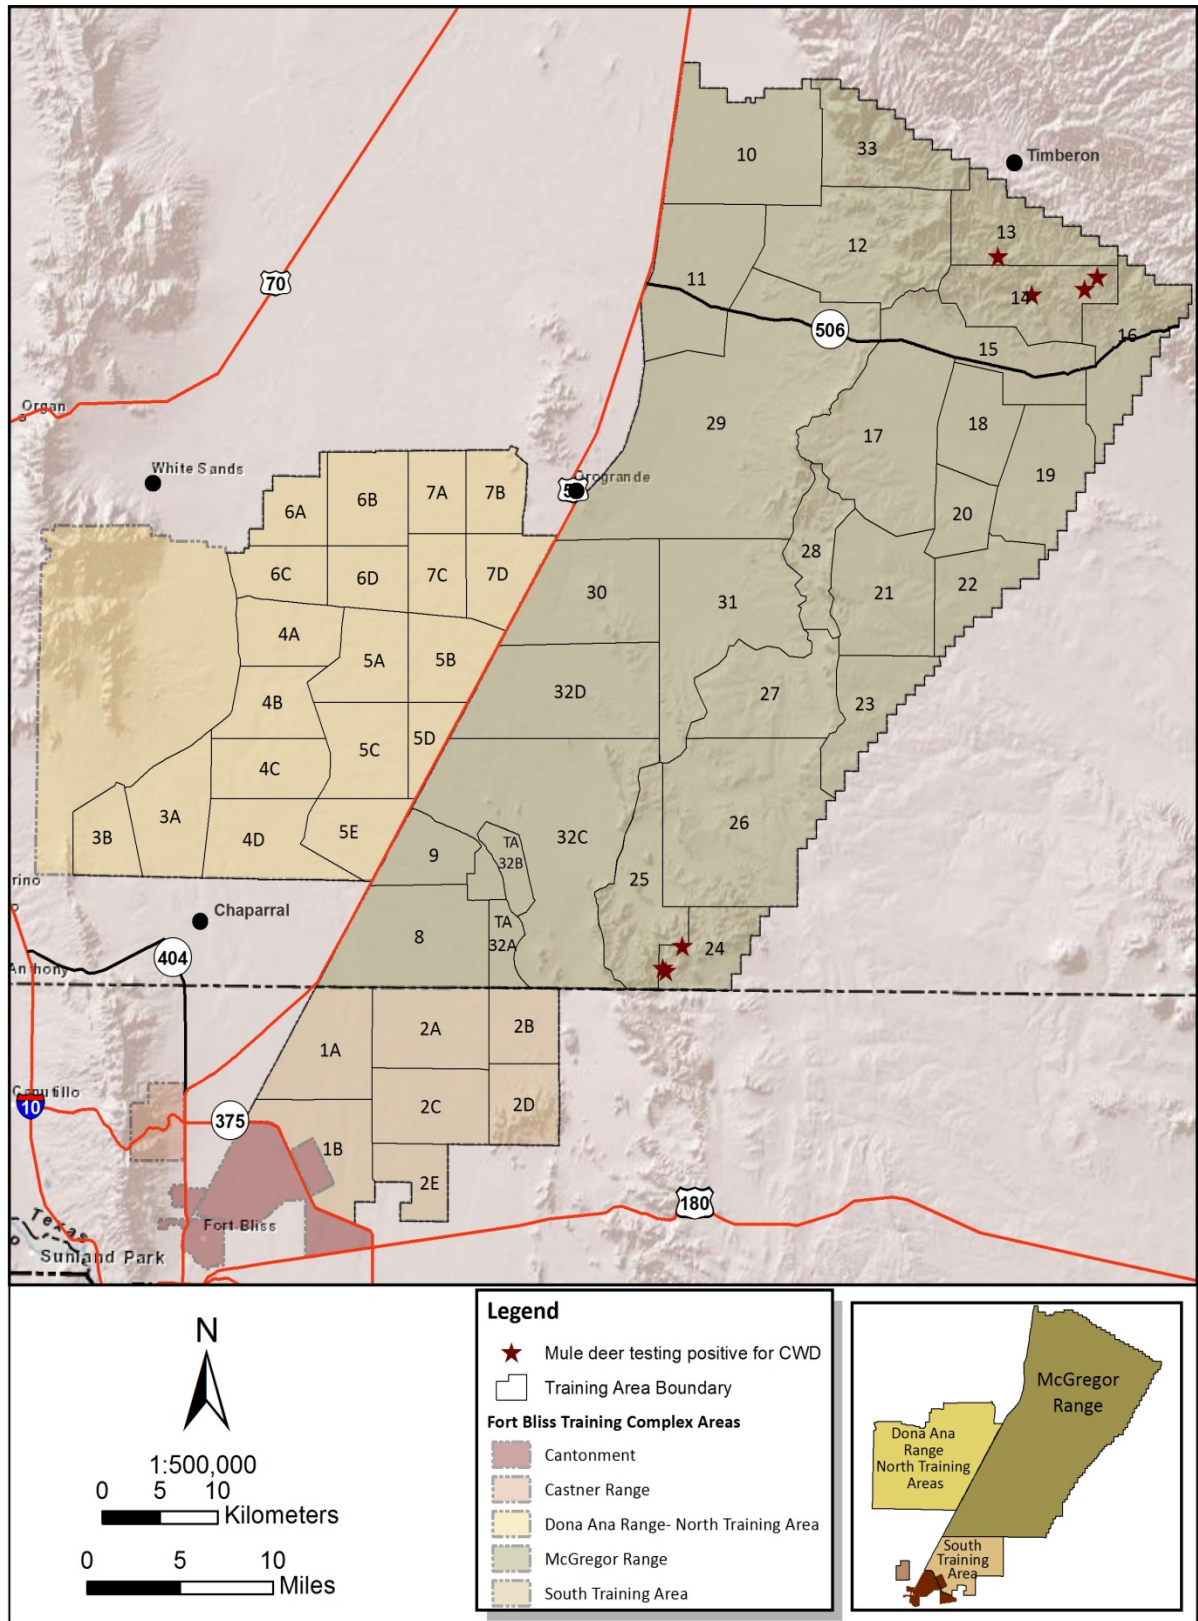 10
33
Timberon
13
12
70
11
14
506
15
16
Organ
29
17
18
White Sands
7A
7B
19
6A
6B
Orogrande
20
28
6C
6D
7C
7D
30
31
21
22
4A
5A
5B
32D
27
23
4B
5C
5D
4C
3B
3A
4D
5E
9
TA
32B
32C
26
25
Chaparral
8
TA
32A
24
404
Anthony
1A
2A
2B
Canutillo
10
375
2C
2D
1B
2E
180
Texas
Fort Bliss
Sunland Park
N
1:500,000
0 5 10
Kilometers
0 5 10
Miles
Legend
Mule deer testing positive for CWD
Training Area Boundary
Fort Bliss Training Complex Areas
Cantonment
Castner Range
Dona Ana Range- North Training Area
McGregor Range
South Training Area
McGregor
Range
Dona Ana
Range
North Training
Areas
South
Training
Area